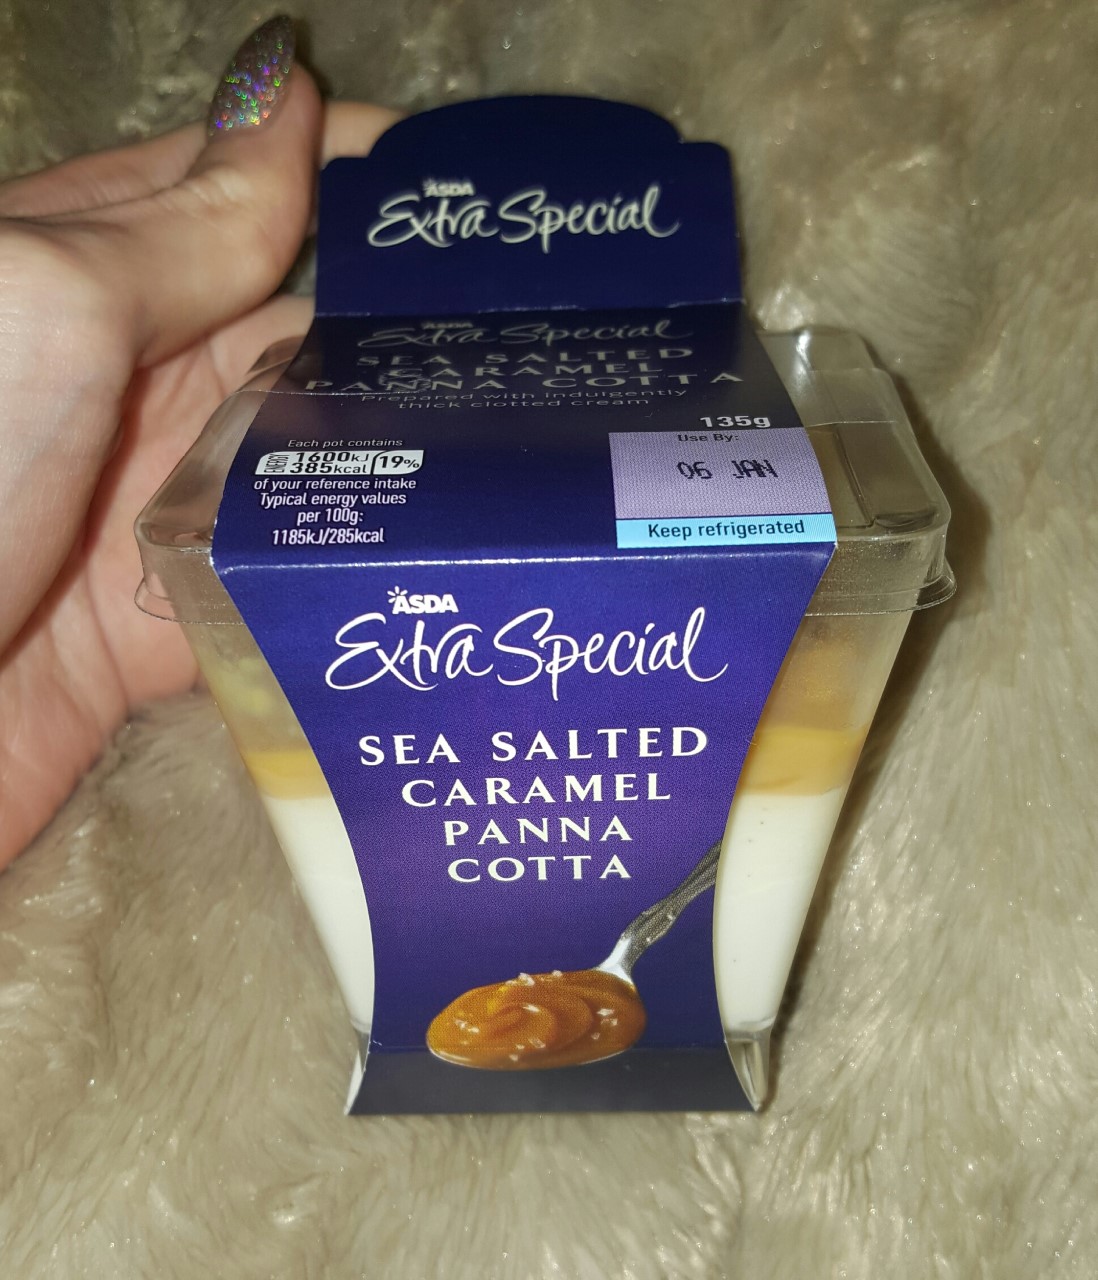 ASDA
Extra Special
ASDA
Extra Special
SEA SALTED
CARAMEL
PANNA COTTA
Prepared with indulgently
thick clotted cream
135g
Use By:
06 JAN
Keep refrigerated
Each pot contains
ENERGY
1600kJ
385kcal
19%
of your reference intake
Typical energy values
per 100g:
1185kJ/285kcal
ASDA
Extra Special
SEA SALTED
CARAMEL
PANNA
COTTA